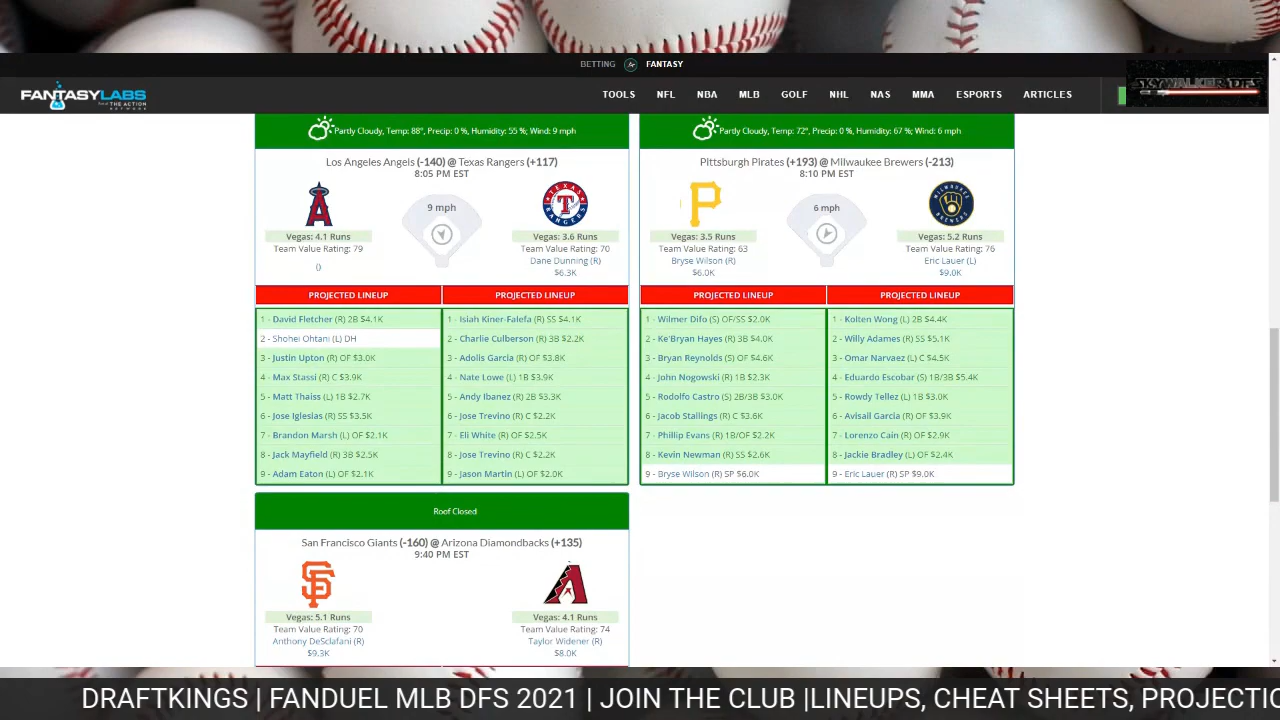 BETTING FANTASY
FANTASYLABS
Part of THE ACTION NETWORK
TOOLS NFL NBA MLB GOLF NHL NAS MMA ESPORTS ARTICLES
SKYWALKER DFS
Partly Cloudy, Temp: 88°, Precip: 0 %, Humidity: 55 %; Wind: 9 mph
Los Angeles Angels (-140) @ Texas Rangers (+117)
8:05 PM EST
9 mph
TEXAS RANGERS
Vegas: 4.1 Runs
Team Value Rating: 79
()
Vegas: 3.6 Runs
Team Value Rating: 70
Dane Dunning (R)
$6.3K
PROJECTED LINEUP
1 - David Fletcher (R) 2B $4.1K
2 - Shohei Ohtani (L) DH
3 - Justin Upton (R) OF $3.0K
4 - Max Stassi (R) C $3.9K
5 - Matt Thaiss (L) 1B $2.7K
6 - Jose Iglesias (R) SS $3.5K
7 - Brandon Marsh (L) OF $2.1K
8 - Jack Mayfield (R) 3B $2.5K
9 - Adam Eaton (L) OF $2.1K
PROJECTED LINEUP
1 - Isiah Kiner-Falefa (R) SS $4.1K
2 - Charlie Culberson (R) 3B $2.2K
3 - Adolis Garcia (R) OF $3.8K
4 - Nate Lowe (L) 1B $3.9K
5 - Andy Ibanez (R) 2B $3.3K
6 - Jose Trevino (R) C $2.2K
7 - Eli White (R) OF $2.5K
8 - Jose Trevino (R) C $2.2K
9 - Jason Martin (L) OF $2.0K
Partly Cloudy, Temp: 72°, Precip: 0 %, Humidity: 67 %; Wind: 6 mph
Pittsburgh Pirates (+193) @ Milwaukee Brewers (-213)
8:10 PM EST
6 mph
Vegas: 3.5 Runs
Team Value Rating: 63
Bryse Wilson (R)
$6.0K
Vegas: 5.2 Runs
Team Value Rating: 76
Eric Lauer (L)
$9.0K
PROJECTED LINEUP
1 - Wilmer Difo (S) OF/SS $2.0K
2 - Ke'Bryan Hayes (R) 3B $4.0K
3 - Bryan Reynolds (S) OF $4.6K
4 - John Nogowski (R) 1B $2.3K
5 - Rodolfo Castro (S) 2B/3B $3.0K
6 - Jacob Stallings (R) C $3.6K
7 - Phillip Evans (R) 1B/OF $2.2K
8 - Kevin Newman (R) SS $2.6K
9 - Bryse Wilson (R) SP $6.0K
PROJECTED LINEUP
1 - Kolten Wong (L) 2B $4.4K
2 - Willy Adames (R) SS $5.1K
3 - Omar Narvaez (L) C $4.5K
4 - Eduardo Escobar (S) 1B/3B $5.4K
5 - Rowdy Tellez (L) 1B $3.0K
6 - Avisail Garcia (R) OF $3.9K
7 - Lorenzo Cain (R) OF $2.9K
8 - Jackie Bradley (L) OF $2.4K
9 - Eric Lauer (R) SP $9.0K
Roof Closed
San Francisco Giants (-160) @ Arizona Diamondbacks (+135)
9:40 PM EST
SF
Vegas: 5.1 Runs
Team Value Rating: 70
Anthony DeSclafani (R)
$9.3K
Vegas: 4.1 Runs
Team Value Rating: 74
Taylor Widener (R)
$8.0K
DRAFTKINGS | FANDUEL MLB DFS 2021 | JOIN THE CLUB |LINEUPS, CHEAT SHEETS, PROJECTIO